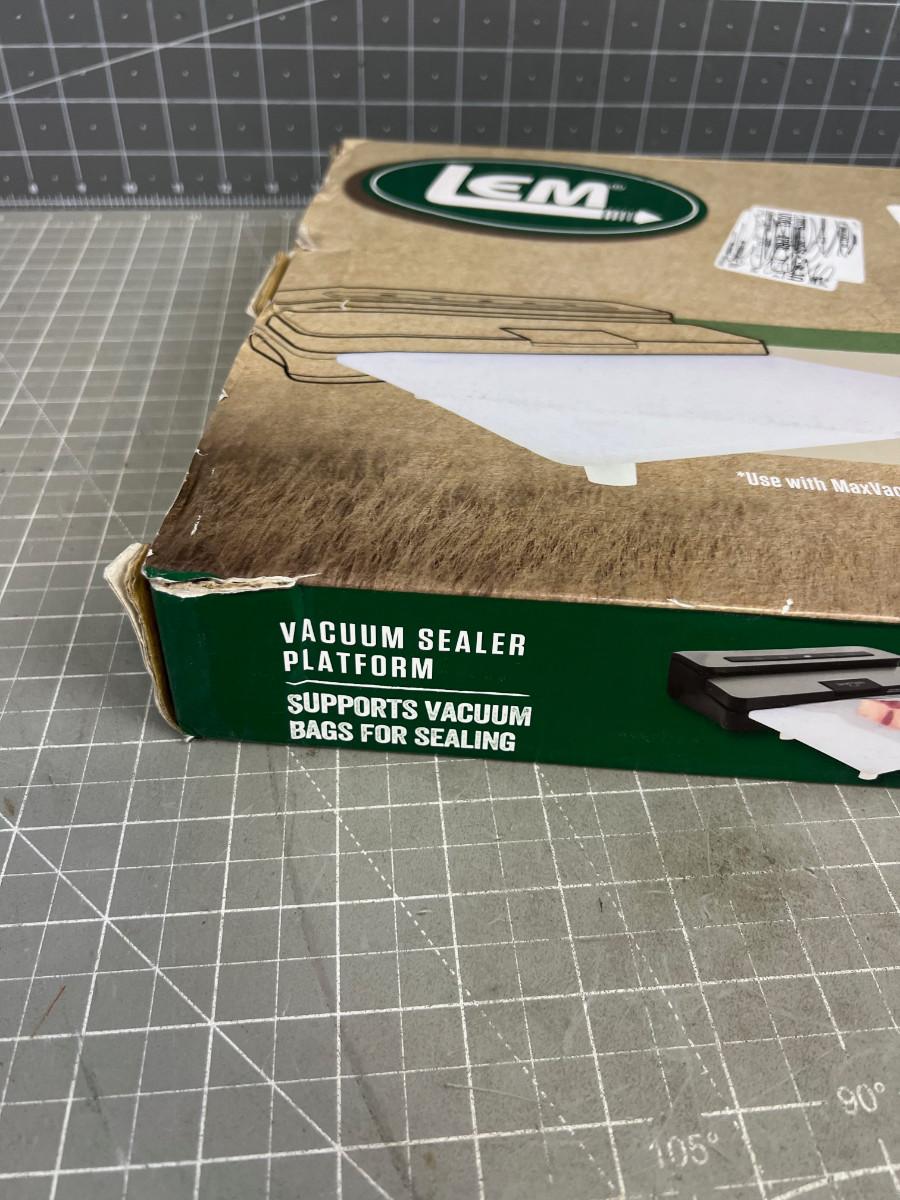 LEM®
*Use with MaxVac
VACUUM SEALER
PLATFORM
SUPPORTS VACUUM
BAGS FOR SEALING
90°
105°